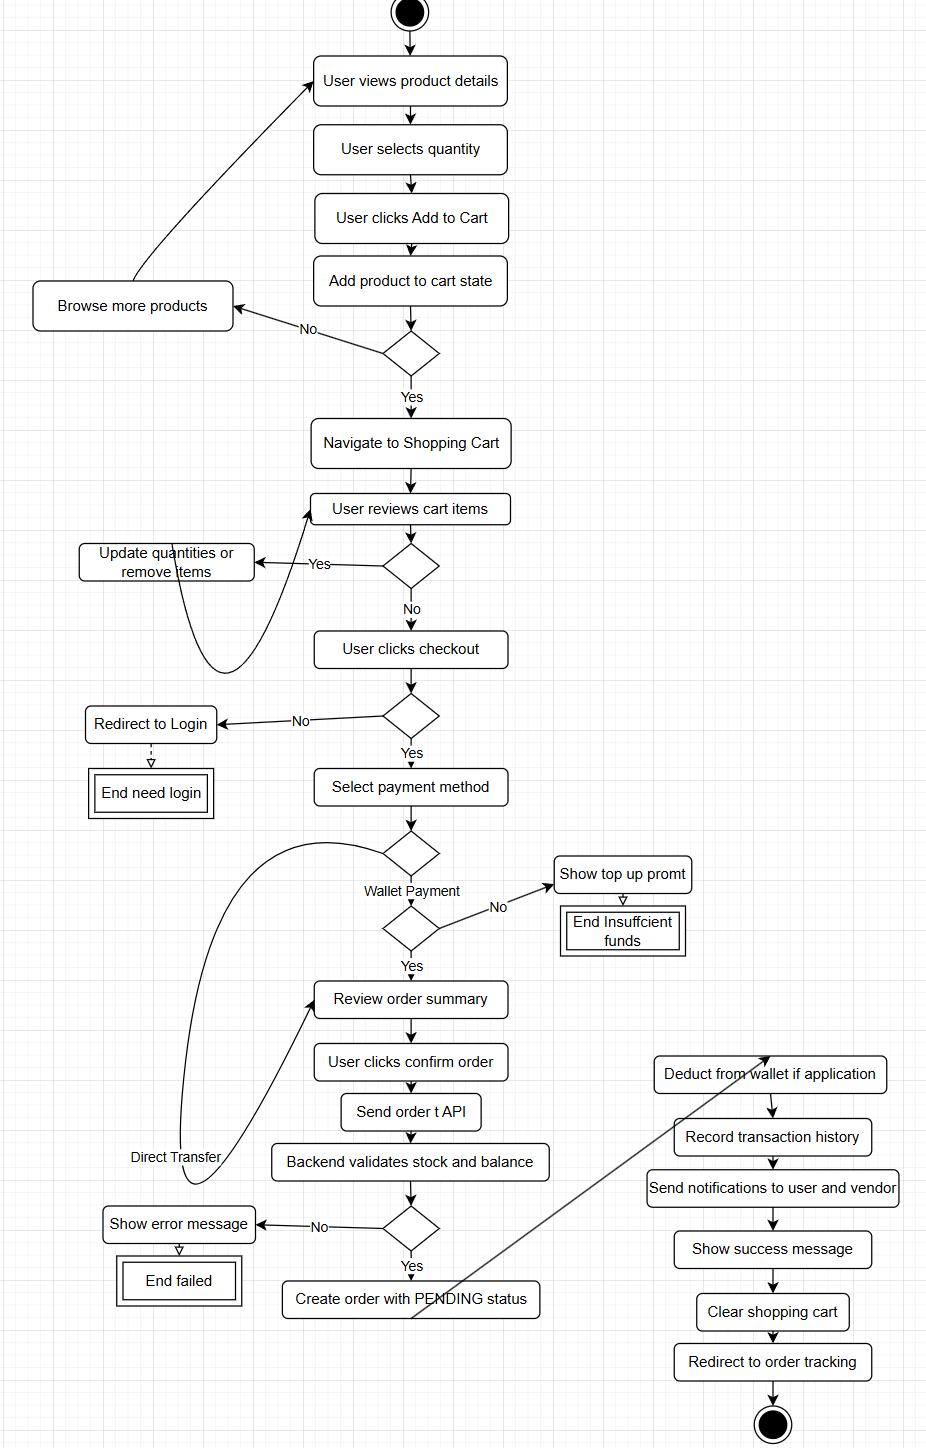 User views product details
User selects quantity
User clicks Add to Cart
Add product to cart state
Browse more products
No
Yes
Navigate to Shopping Cart
User reviews cart items
Update quantities or
remove items
Yes
No
User clicks checkout
Redirect to Login
No
Yes
End need login
Select payment method
Wallet Payment
Show top up promt
No
End Insuffcient
funds
Yes
Review order summary
User clicks confirm order
Send order t API
Direct Transfer
Backend validates stock and balance
Show error message
No
Yes
End failed
Create order with PENDING status
Deduct from wallet if application
Record transaction history
Send notifications to user and vendor
Show success message
Clear shopping cart
Redirect to order tracking